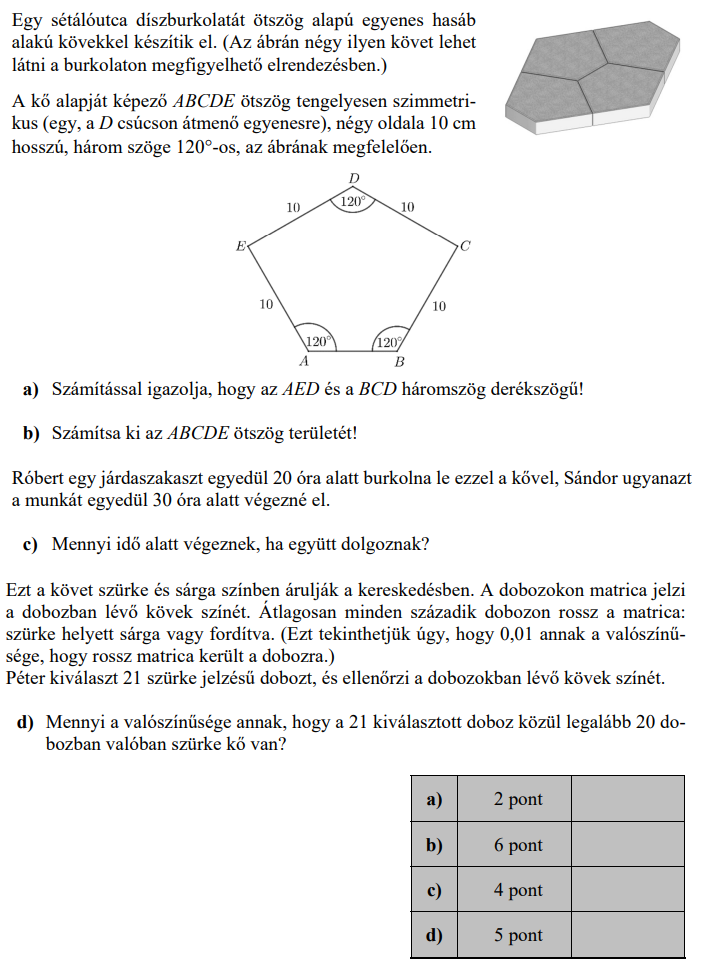 Egy sétálóutca díszburkolatát ötszög alapú egyenes hasáb
alakú kövekkel készítik el. (Az ábrán négy ilyen követ lehet
látni a burkolaton megfigyelhető elrendezésben.)
A kő alapját képező ABCDE ötszög tengelyesen szimmetri-
kus (egy, a D csúcson átmenő egyenesre), négy oldala 10 cm
hosszú, három szöge 120°-os, az ábrának megfelelően.
D
10
120°
10
E
C
10
10
120°
120°
A
B
a) Számítással igazolja, hogy az AED és a BCD háromszög derékszögű!
b) Számítsa ki az ABCDE ötszög területét!
Róbert egy járdaszakaszt egyedül 20 óra alatt burkolna le ezzel a kővel, Sándor ugyanazt
a munkát egyedül 30 óra alatt végezné el.
c) Mennyi idő alatt végeznek, ha együtt dolgoznak?
Ezt a követ szürke és sárga színben árulják a kereskedésben. A dobozokon matrica jelzi
a dobozban lévő kövek színét. Átlagosan minden századik dobozon rossz a matrica:
szürke helyett sárga vagy fordítva. (Ezt tekinthetjük úgy, hogy 0,01 annak a valószínű-
sége, hogy rossz matrica került a dobozra.)
Péter kiválaszt 21 szürke jelzésű dobozt, és ellenőrzi a dobozokban lévő kövek színét.
d) Mennyi a valószínűsége annak, hogy a 21 kiválasztott doboz közül legalább 20 do-
bozban valóban szürke kő van?
a) 2 pont
b) 6 pont
c) 4 pont
d) 5 pont